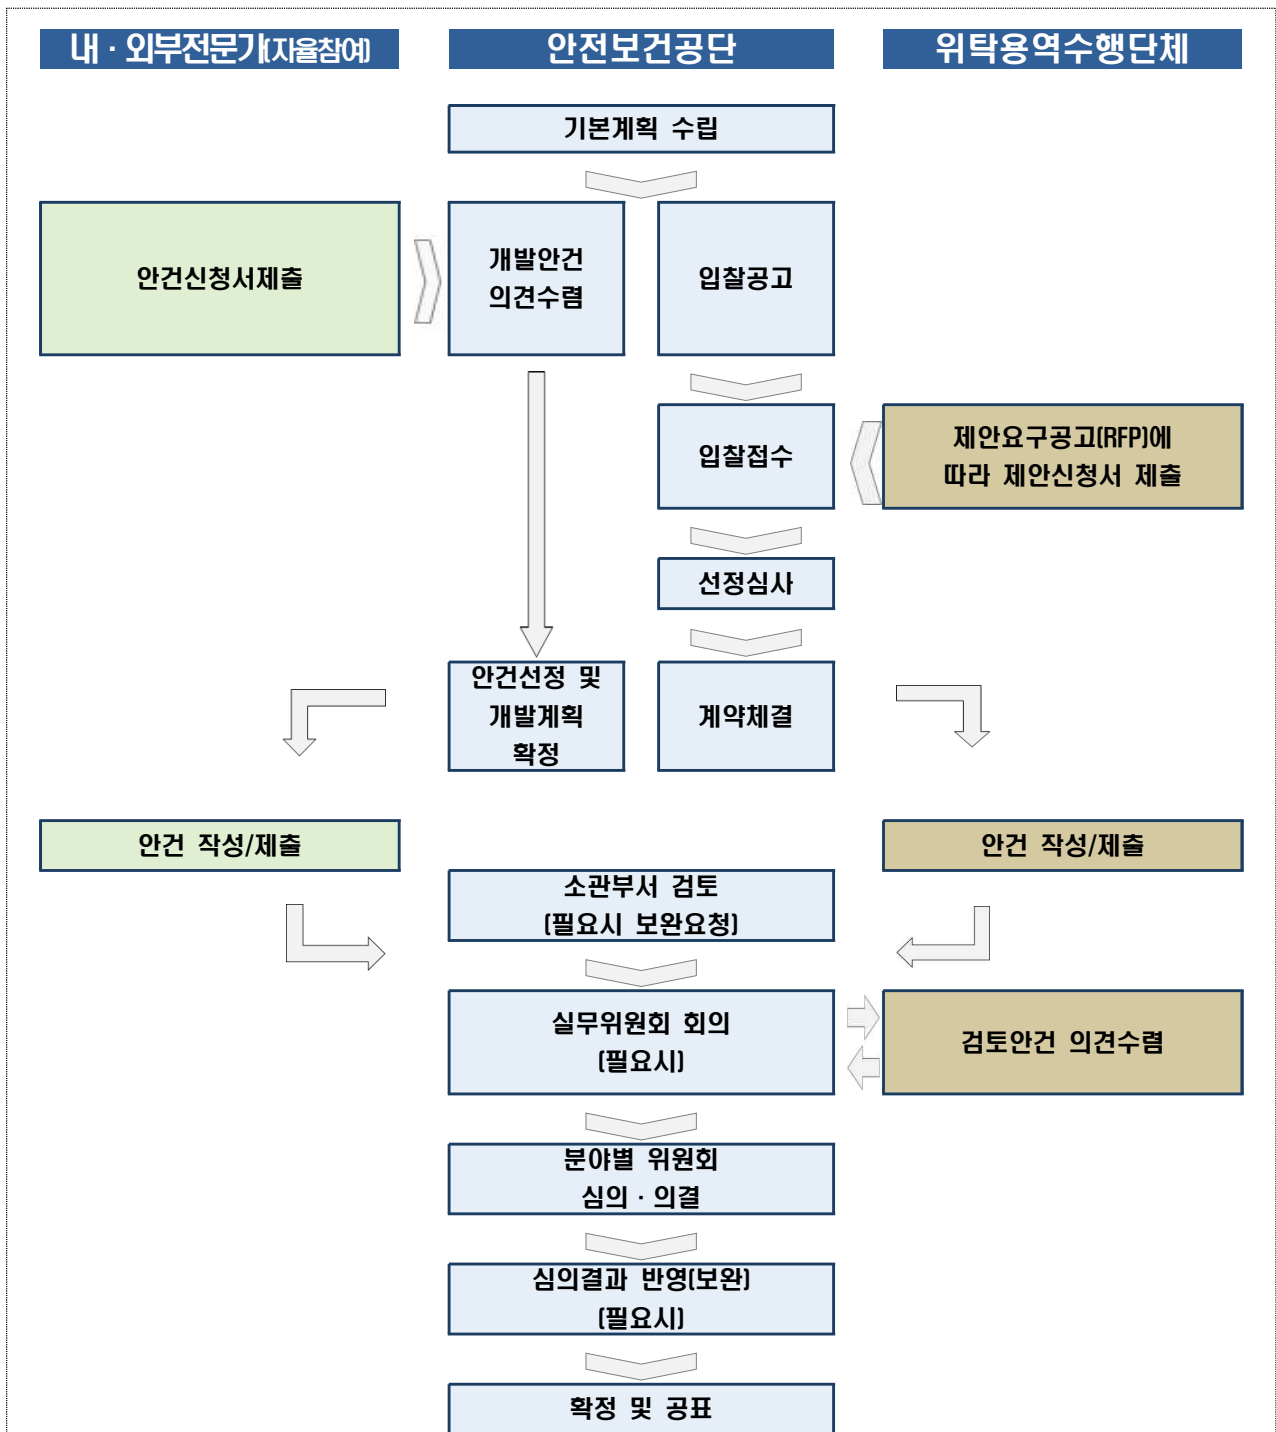 내 · 외부전문가(자율참여)
안전보건공단
위탁용역수행단체
기본계획 수립
안건신청서제출
개발안건
의견수렴
입찰공고
입찰접수
제안요구공고(RFP)에
따라 제안신청서 제출
선정심사
안건선정 및
개발계획
확정
계약체결
안건 작성/제출
안건 작성/제출
소관부서 검토
(필요시 보완요청)
실무위원회 회의
(필요시)
검토안건 의견수렴
분야별 위원회
심의 · 의결
심의결과 반영(보완)
(필요시)
확정 및 공표